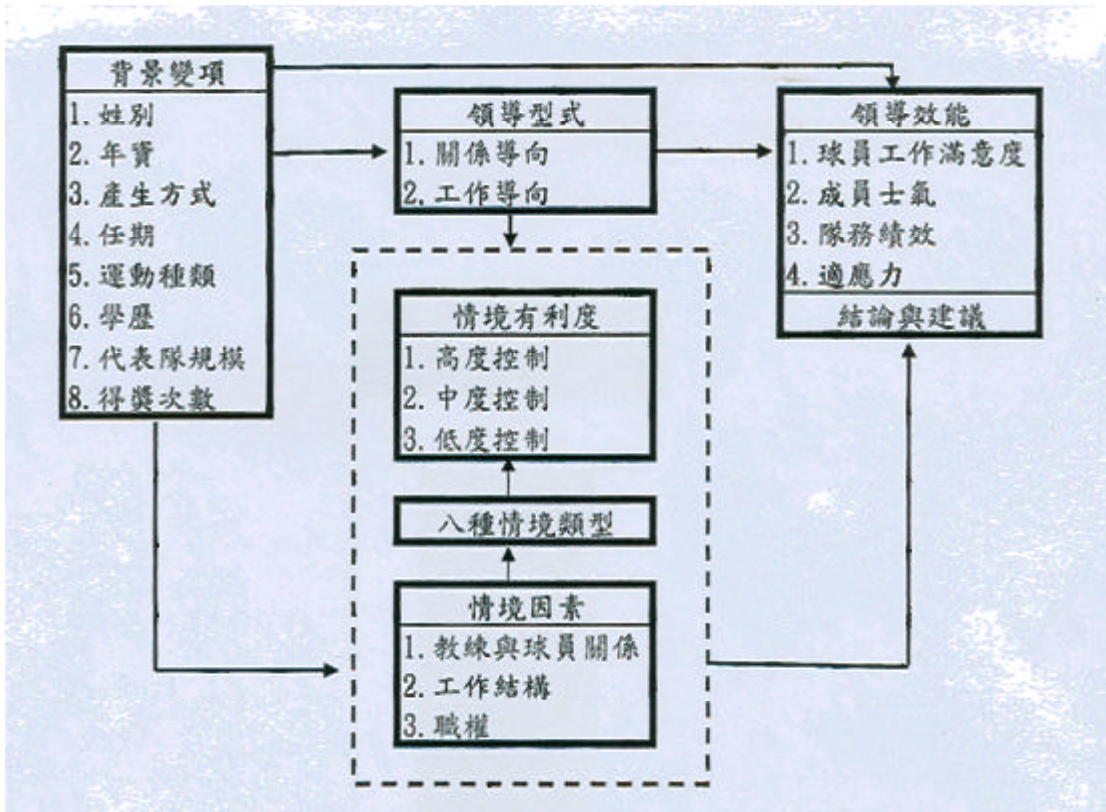 背景變項
1.姓別
2.年資
3.產生方式
4.任期
5.運動種類
6.學歷
7.代表隊規模
8.得獎次數
領導型式
1.關係導向
2.工作導向
領導效能
1.球員工作滿意度
2.成員士氣
3.隊務績效
4.適應力
結論與建議
情境有利度
1.高度控制
2.中度控制
3.低度控制
八種情境類型
情境因素
1.教練與球員關係
2.工作結構
3.職權